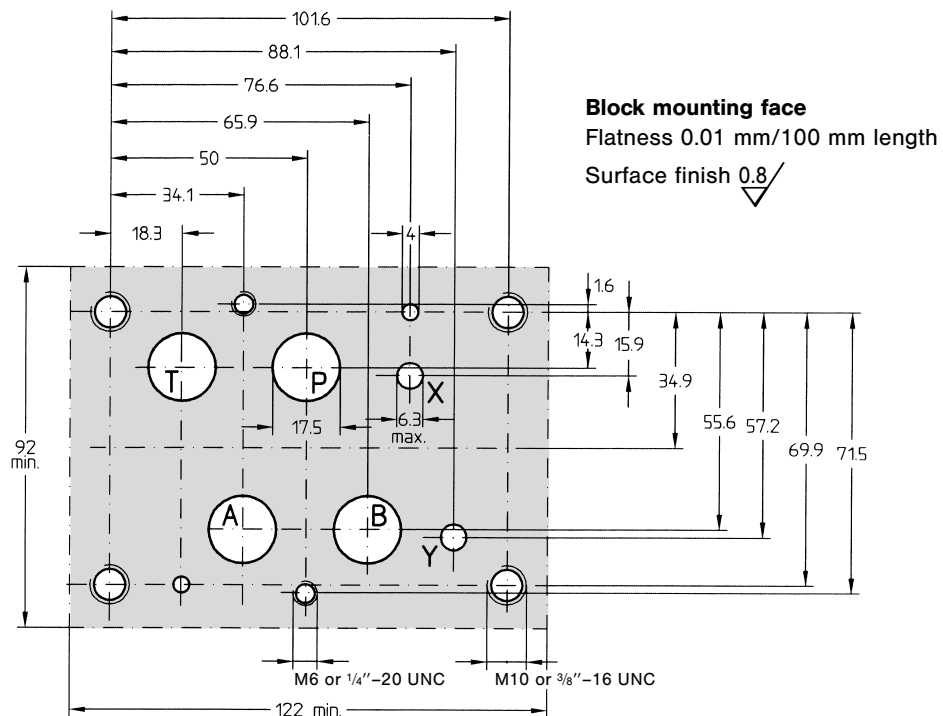 101.6
88.1
76.6
65.9
50
34.1
18.3
4
Block mounting face
Flatness 0.01 mm/100 mm length
Surface finish 0.8
1.6
14.3
15.9
34.9
55.6
57.2
69.9
71.5
T
P
X
17.5
6.3
max.
92
min.
A
B
Y
M6 or 1/4"–20 UNC
M10 or 3/8"–16 UNC
122 min.